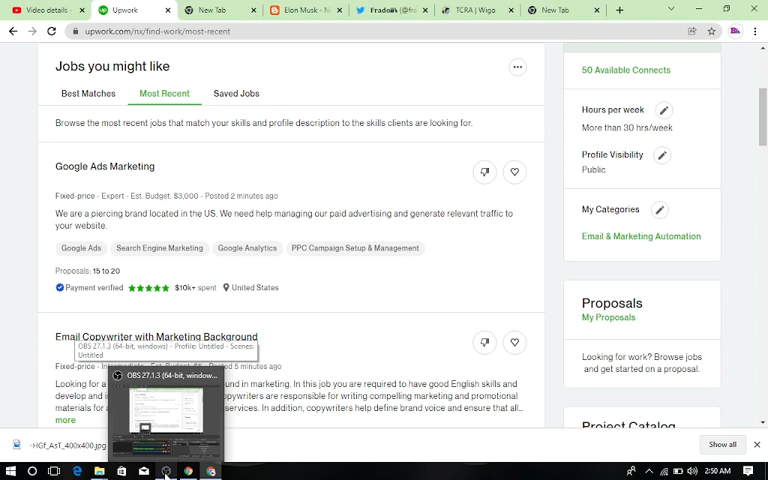 Video details -
Upwork
New Tab
Elon Musk - Ni
(@fra
TCRA | Wigo
New Tab
upwork.com/nx/find-work/most-recent
Jobs you might like
Best Matches
Most Recent
Saved Jobs
Browse the most recent jobs that match your skills and profile description to the skills clients are looking for.
Google Ads Marketing
Fixed-price - Expert - Est. Budget: $3,000 - Posted 2 minutes ago
We are a piercing brand located in the US. We need help managing our paid advertising and generate relevant traffic to
your website.
Google Ads
Search Engine Marketing
Google Analytics
PPC Campaign Setup & Management
Proposals: 15 to 20
Payment verified
$10k+ spent
United States
Email Copywriter with Marketing Background
OBS 27.1.3 (64-bit, windows) - Profile: Untitled - Scenes:
Untitled
Posted 6 minutes ago
OBS 27.1.3 (64-bit, window...
Looking for a
und in marketing. In this job you are required to have good English skills and
develop and i
opywriters are responsible for writing compelling marketing and promotional
materials for a
services. In addition, copywriters help define brand voice and ensure that all...
more
50 Available Connects
Hours per week
More than 30 hrs/week
Profile Visibility
Public
My Categories
Email & Marketing Automation
Proposals
My Proposals
Looking for work? Browse jobs
and get started on a proposal.
Project Catalog
-HGf_AsT_400x400.jpg
Show all
2:50 AM